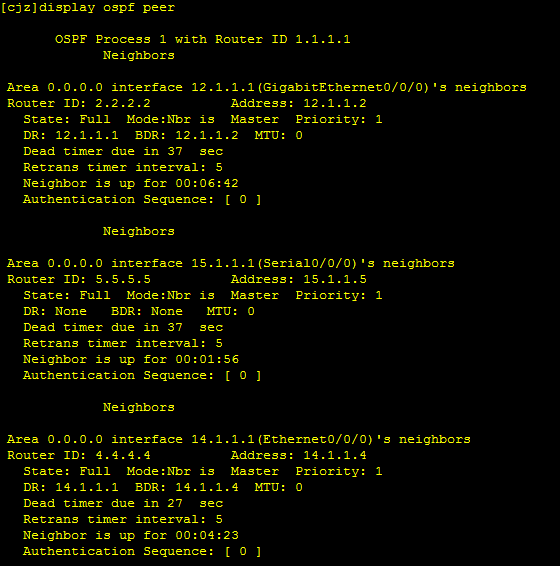 [cjz]display ospf peer
OSPF Process 1 with Router ID 1.1.1.1
Neighbors
Area 0.0.0.0 interface 12.1.1.1(GigabitEthernet0/0/0)'s neighbors
Router ID: 2.2.2.2          Address: 12.1.1.2
State: Full  Mode:Nbr is  Master  Priority: 1
DR: 12.1.1.1  BDR: 12.1.1.2  MTU: 0
Dead timer due in 37  sec
Retrans timer interval: 5
Neighbor is up for 00:06:42
Authentication Sequence: [ 0 ]
Neighbors
Area 0.0.0.0 interface 15.1.1.1(Serial0/0/0)'s neighbors
Router ID: 5.5.5.5          Address: 15.1.1.5
State: Full  Mode:Nbr is  Master  Priority: 1
DR: None   BDR: None   MTU: 0
Dead timer due in 37  sec
Retrans timer interval: 5
Neighbor is up for 00:01:56
Authentication Sequence: [ 0 ]
Neighbors
Area 0.0.0.0 interface 14.1.1.1(Ethernet0/0/0)'s neighbors
Router ID: 4.4.4.4          Address: 14.1.1.4
State: Full  Mode:Nbr is  Master  Priority: 1
DR: 14.1.1.1  BDR: 14.1.1.4  MTU: 0
Dead timer due in 27  sec
Retrans timer interval: 5
Neighbor is up for 00:04:23
Authentication Sequence: [ 0 ]